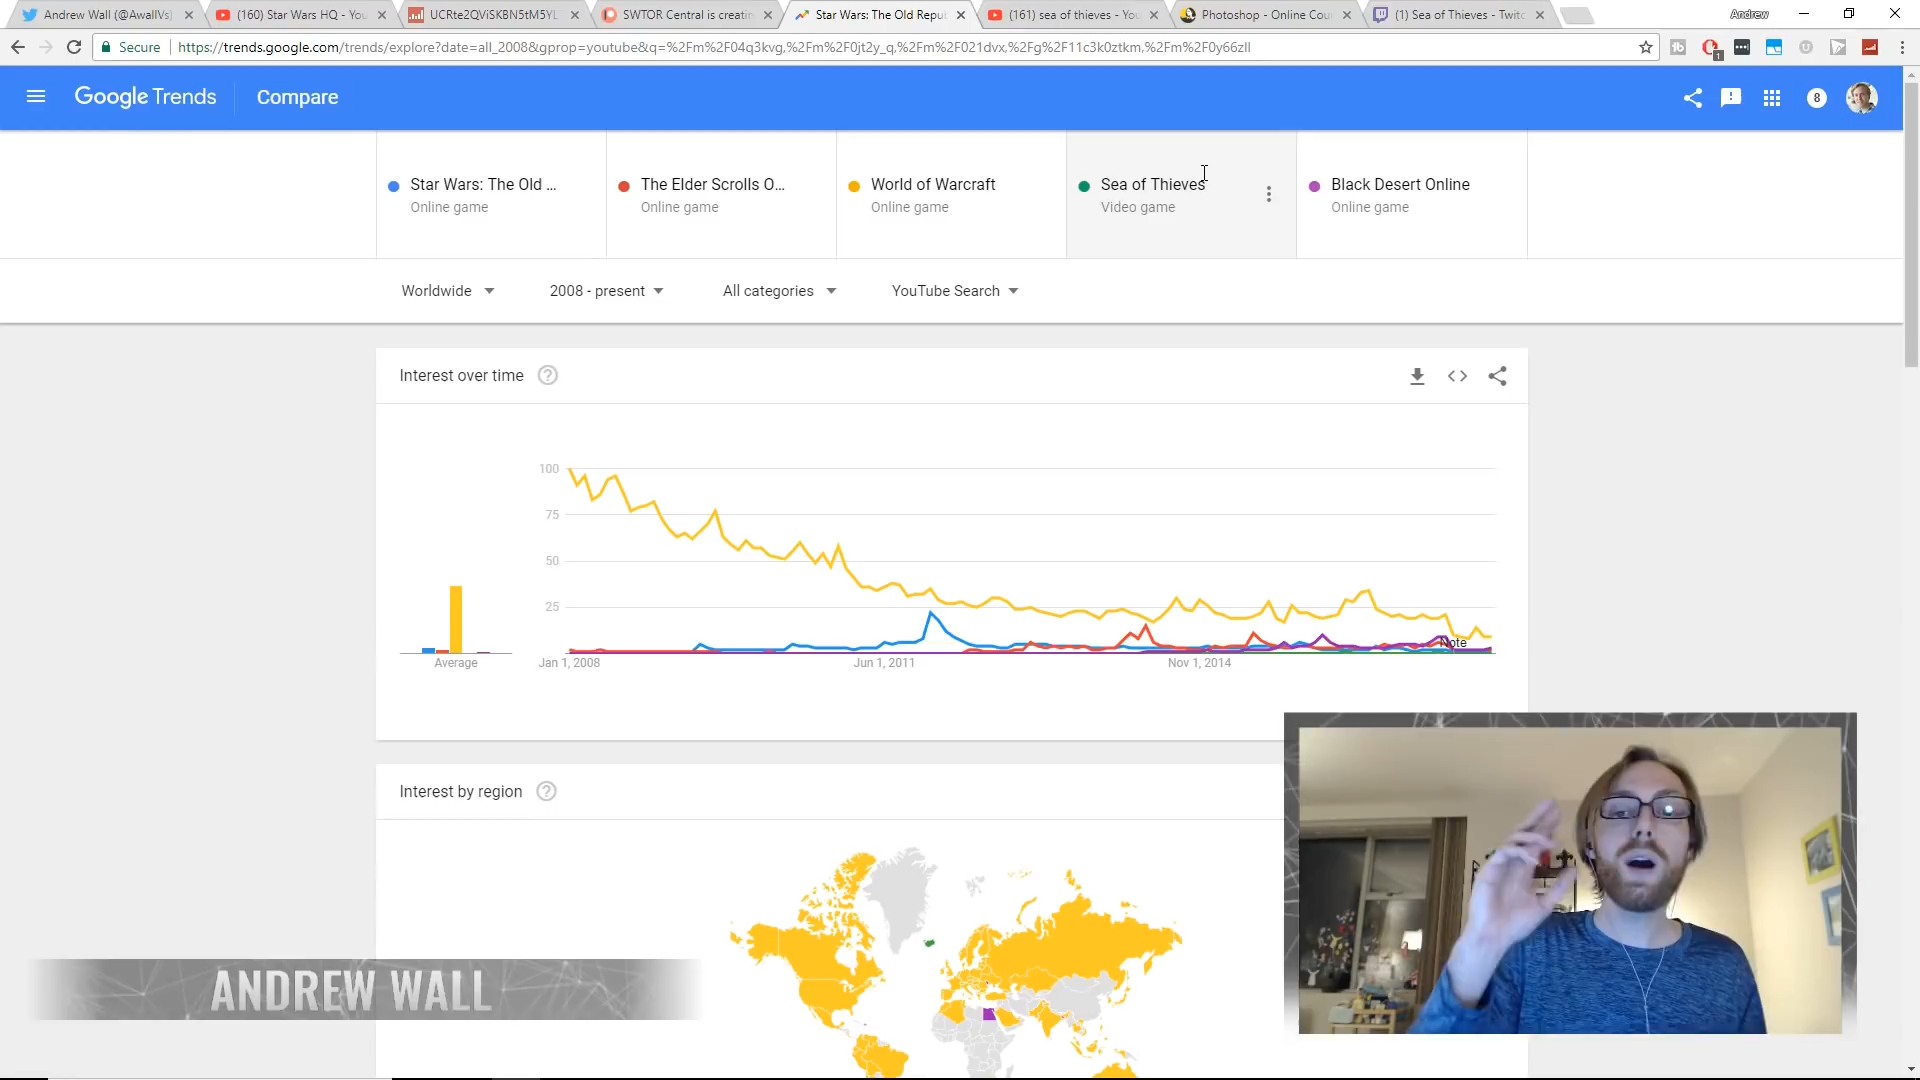 Andrew Wall (@AwallVs)
(160) Star Wars HQ - You
UCRte2QViSKBN5tM5YL
SWTOR Central is creatin
Star Wars: The Old Repu
(161) sea of thieves - You
Photoshop - Online Cou
(1) Sea of Thieves - Twitc
Andrew
Secure
https://trends.google.com/trends/explore?date=all_2008&gprop=youtube&q=%2Fm%2F04q3kvg,%2Fm%2F0jt2y_q,%2Fm%2F021dvx,%2Fg%2F11c3k0ztkm,%2Fm%2F0y66zll
1
Google Trends
Compare
8
Star Wars: The Old ...
Online game
The Elder Scrolls O...
Online game
World of Warcraft
Online game
Sea of Thieves
Video game
Black Desert Online
Online game
Worldwide
2008 - present
All categories
YouTube Search
Interest over time
100
75
50
25
Note
Average
Jan 1, 2008
Jun 1, 2011
Nov 1, 2014
Interest by region
ANDREW WALL